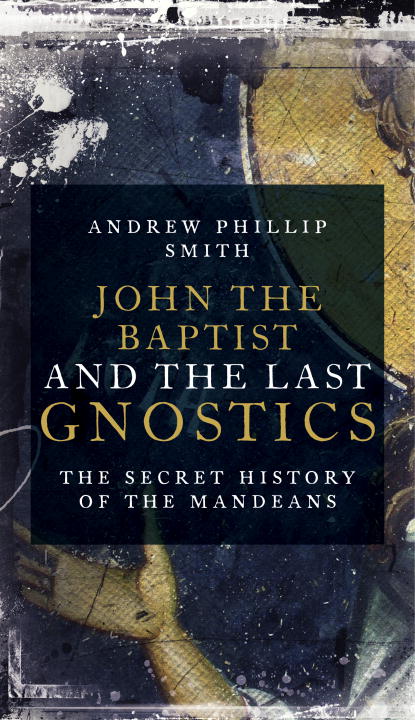 ANDREW PHILLIP
SMITH
JOHN THE
BAPTIST
AND THE LAST
GNOSTICS
THE SECRET HISTORY
OF THE MANDEANS